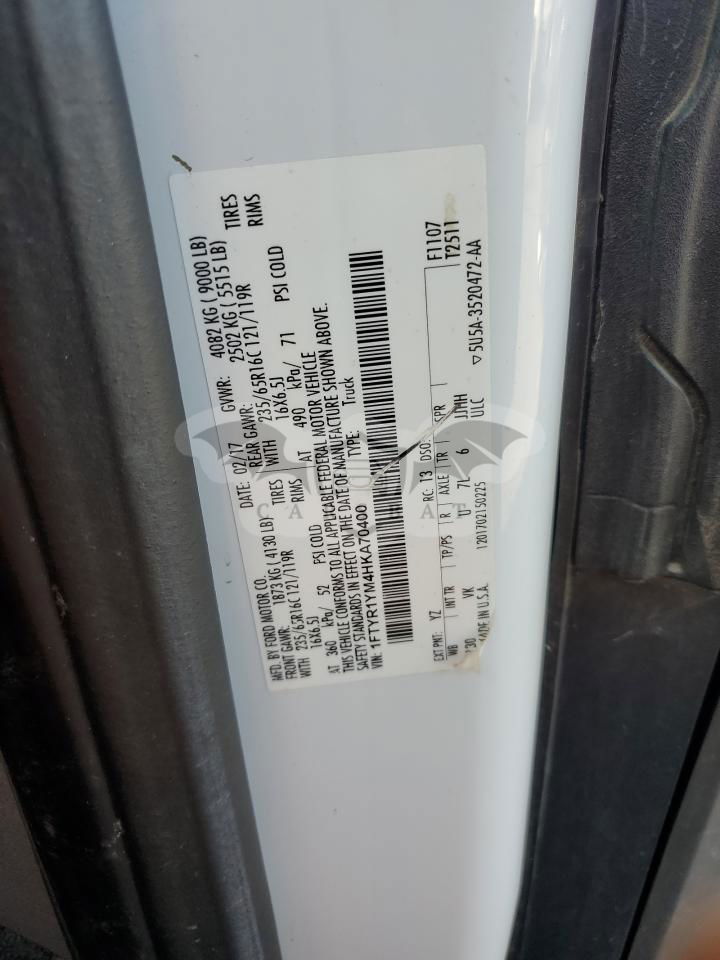 MFD. BY FORD MOTOR CO.
DATE: 02/17 GVWR: 4082 KG ( 9000 LB)
FRONT GAWR: 1873 KG ( 4130 LB) REAR GAWR: 2502 KG ( 5515 LB)
WITH 235/65R16C 121/119R TIRES WITH 235/65R16C 121/119R TIRES
16X6.5J RIMS 16X6.5J RIMS
AT 360 kPa/ 52 PSI COLD AT 490 kPa/ 71 PSI COLD
THIS VEHICLE CONFORMS TO ALL APPLICABLE FEDERAL MOTOR VEHICLE
SAFETY STANDARDS IN EFFECT ON THE DATE OF MANUFACTURE SHOWN ABOVE.
VIN: 1FTYR1YM4HKA70400 TYPE: Truck
EXT PNT: YZ RC: 13 DSO: F1107
WB INT TR TP/PS R AXLE TR SPR T2511
130 VK U 7L 6 ULC
MADE IN U.S.A. 120170215 0225 5U5A-3520472-AA